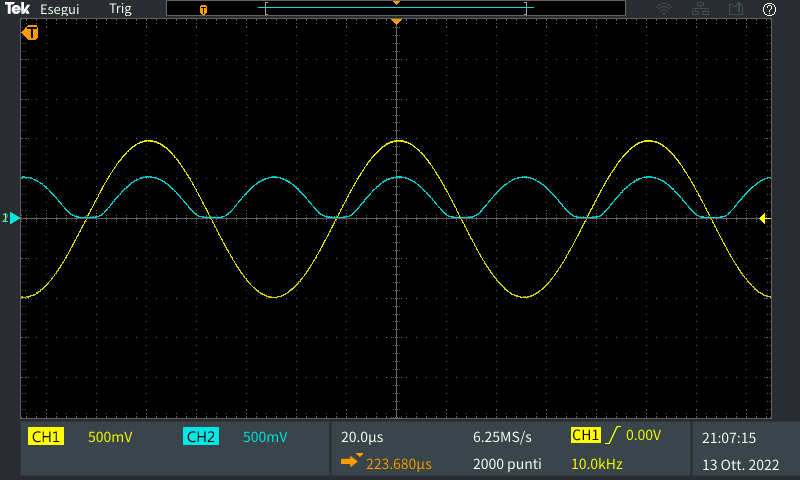 Tek Esegui Trig
T
?
T
CH1 500mV CH2 500mV 20.0µs 6.25MS/s CH1 0.00V 21:07:15
223.680µs 2000 punti 10.0kHz 13 Ott. 2022